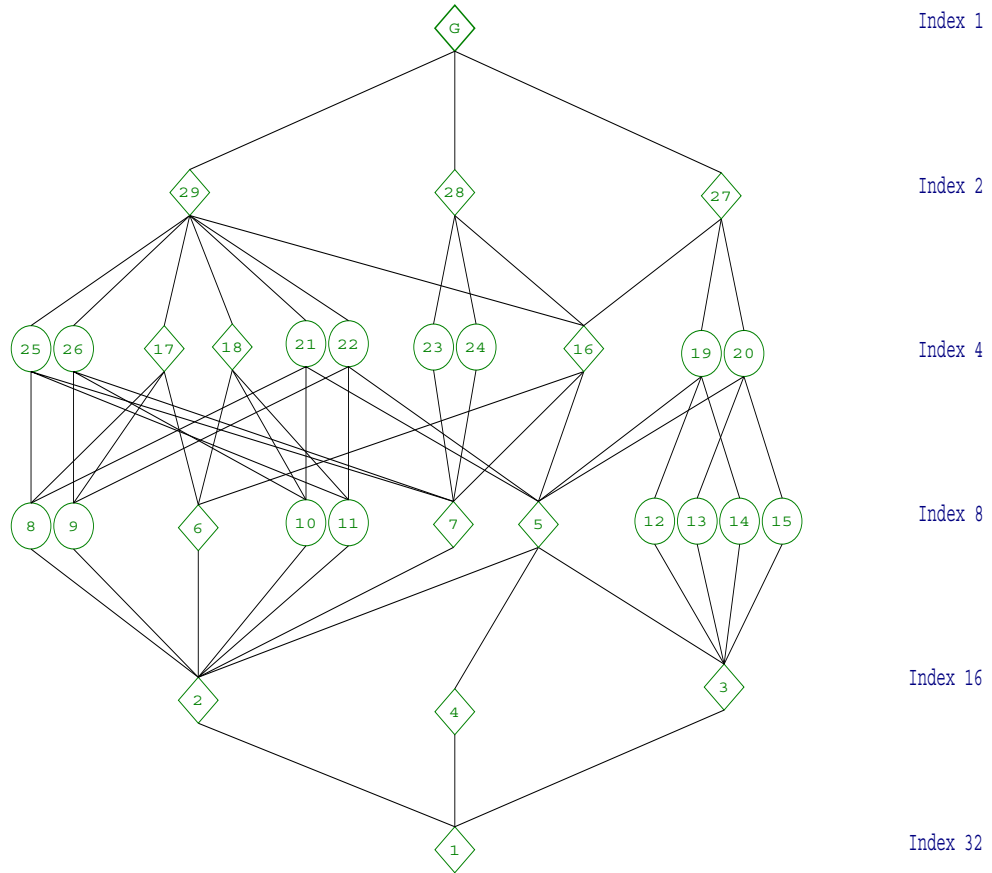 G Index 1
29 28 27 Index 2
25 26 17 18 21 22 23 24 16 19 20 Index 4
8 9 6 10 11 7 5 12 13 14 15 Index 8
2 4 3 Index 16
1 Index 32